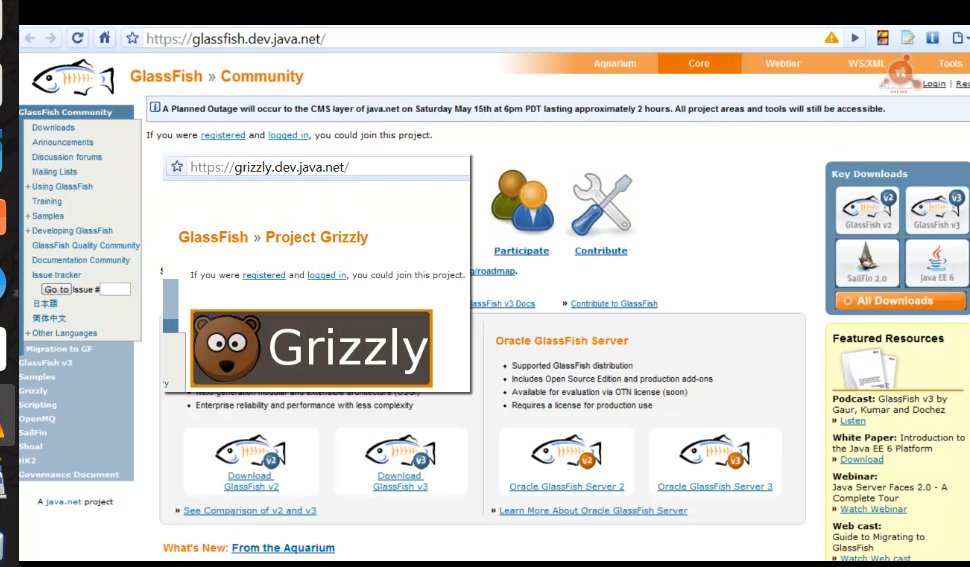 https://glassfish.dev.java.net/
GlassFish » Community
Aquarium
Core
Webtier
WS/XML
Tools
Login | Re
GlassFish Community
Downloads
Announcements
Discussion forums
Mailing Lists
+ Using GlassFish
Training
+ Samples
+ Developing GlassFish
GlassFish Quality Community
Documentation Community
Issue tracker
Go to Issue #
日本語
简体中文
+ Other Languages
Migration to GF
GlassFish v3
Samples
Grizzly
Scripting
OpenMQ
SailFin
Shoal
HK2
Governance Document
A java.net project
A Planned Outage will occur to the CMS layer of java.net on Saturday May 15th at 6pm PDT lasting approximately 2 hours. All project areas and tools will still be accessible.
If you were registered and logged in, you could join this project.
https://grizzly.dev.java.net/
GlassFish » Project Grizzly
If you were registered and logged in, you could join this project.
Grizzly
Participate
Contribute
g/roadmap.
lassFish v3 Docs
» Contribute to GlassFish
• Enterprise reliability and performance with less complexity
v2
v3
Download GlassFish v2
Download GlassFish v3
» See Comparison of v2 and v3
Oracle GlassFish Server
• Supported GlassFish distribution
• Includes Open Source Edition and production add-ons
• Available for evaluation via OTN license (soon)
• Requires a license for production use
v2
v3
Oracle GlassFish Server 2
Oracle GlassFish Server 3
» Learn More About Oracle GlassFish Server
What's New: From the Aquarium
Key Downloads
v2
v3
GlassFish v2
GlassFish v3
SailFin 2.0
Java EE 6
All Downloads
Featured Resources
Podcast: GlassFish v3 by
Gaur, Kumar and Dochez
» Listen
White Paper: Introduction to
the Java EE 6 Platform
» Download
Webinar:
Java Server Faces 2.0 - A
Complete Tour
» Watch Webinar
Web cast:
Guide to Migrating to
GlassFish
» Watch Web cast